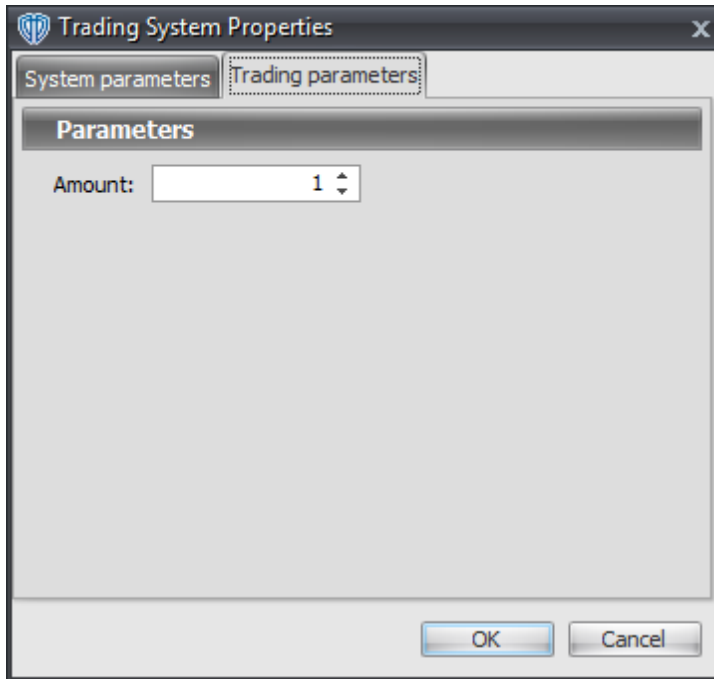 Trading System Properties x
System parameters Trading parameters
Parameters
Amount: 1
OK Cancel